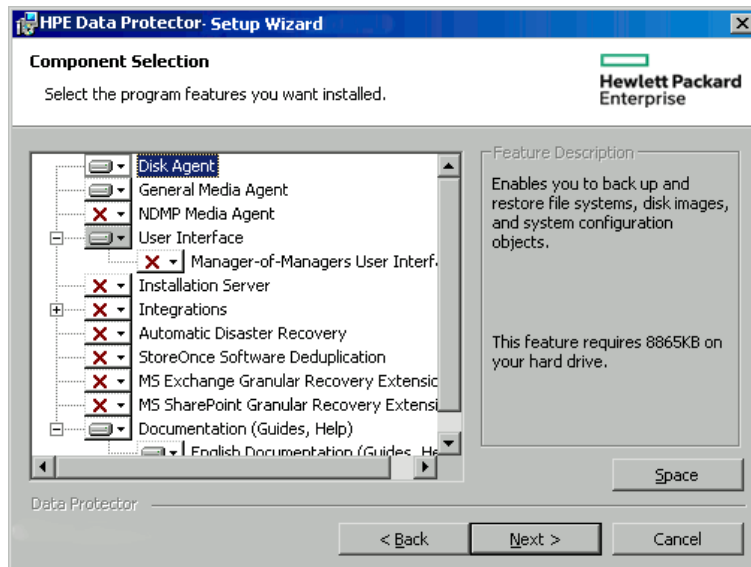 HPE Data Protector- Setup Wizard
Component Selection
Select the program features you want installed.
Hewlett Packard
Enterprise
Disk Agent
General Media Agent
NDMP Media Agent
User Interface
Manager-of-Managers User Interf
Installation Server
Integrations
Automatic Disaster Recovery
StoreOnce Software Deduplication
MS Exchange Granular Recovery Extensic
MS SharePoint Granular Recovery Extensi
Documentation (Guides, Help)
English Documentation (Guides, He
Feature Description
Enables you to back up and
restore file systems, disk images,
and system configuration
objects.
This feature requires 8865KB on
your hard drive.
Space
Data Protector
< Back
Next >
Cancel